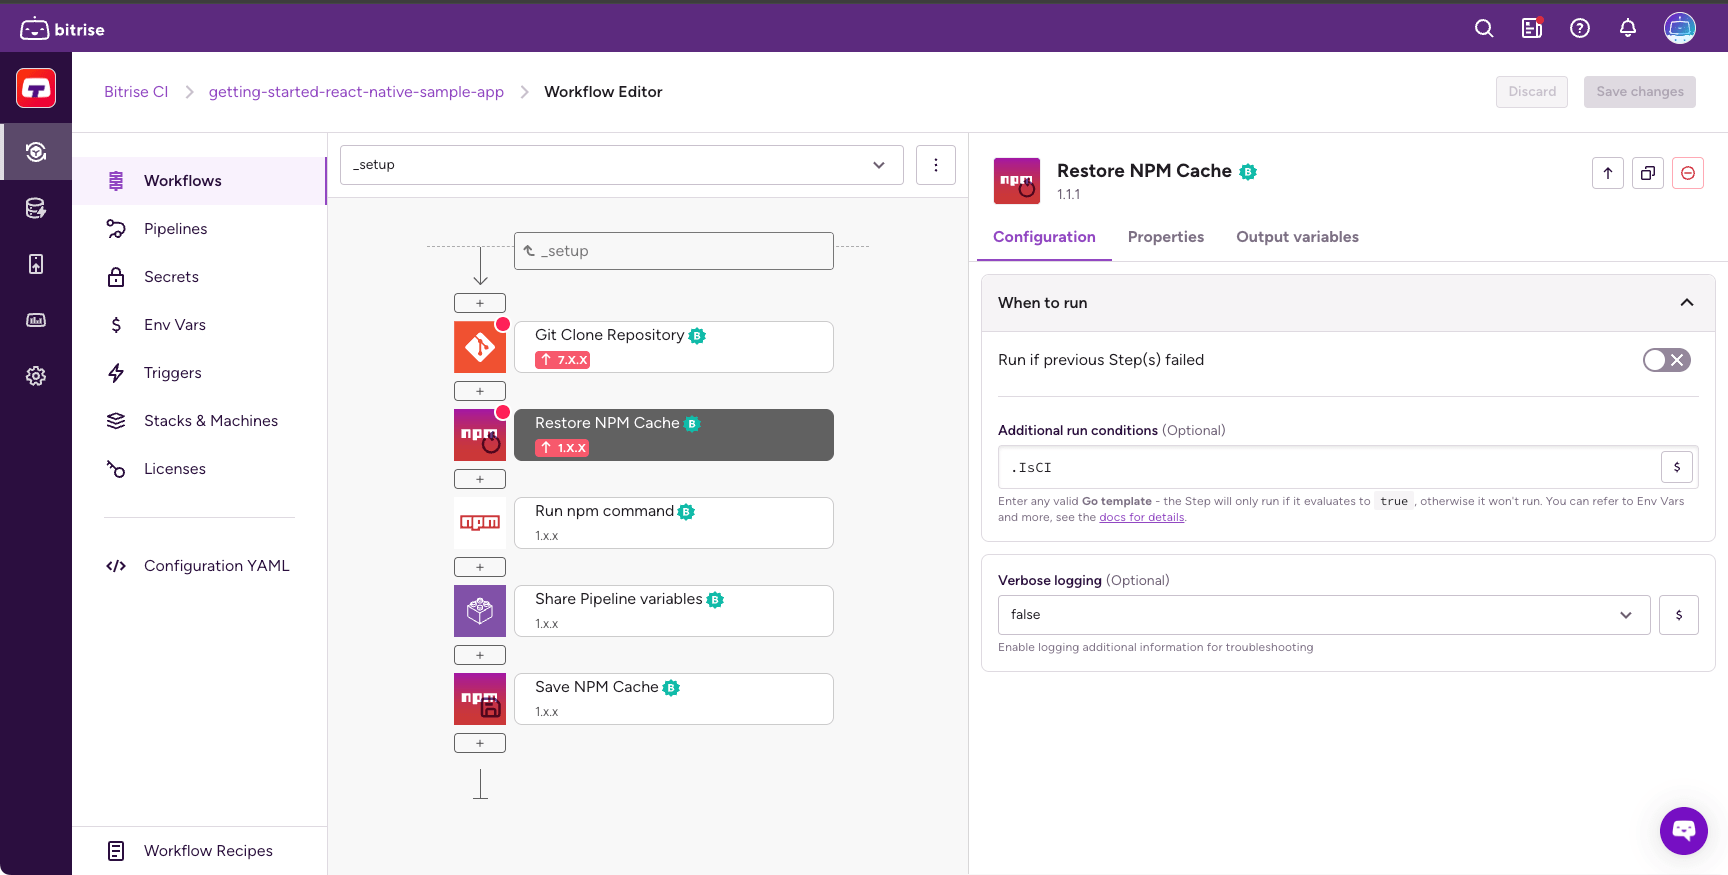 bitrise
Bitrise CI
getting-started-react-native-sample-app
Workflow Editor
Discard
Save changes
Workflows
Pipelines
Secrets
Env Vars
Triggers
Stacks & Machines
Licenses
Configuration YAML
Workflow Recipes
_setup
_setup
+
Git Clone Repository B
7.X.X
+
npm
Restore NPM Cache B
1.X.X
+
npm
Run npm command B
1.x.x
+
Share Pipeline variables B
1.x.x
+
npm
Save NPM Cache B
1.x.x
+
npm
Restore NPM Cache B
1.1.1
Configuration
Properties
Output variables
When to run
Run if previous Step(s) failed
Additional run conditions (Optional)
.IsCI
$
Enter any valid Go template - the Step will only run if it evaluates to true , otherwise it won't run. You can refer to Env Vars
and more, see the docs for details.
Verbose logging (Optional)
false
$
Enable logging additional information for troubleshooting